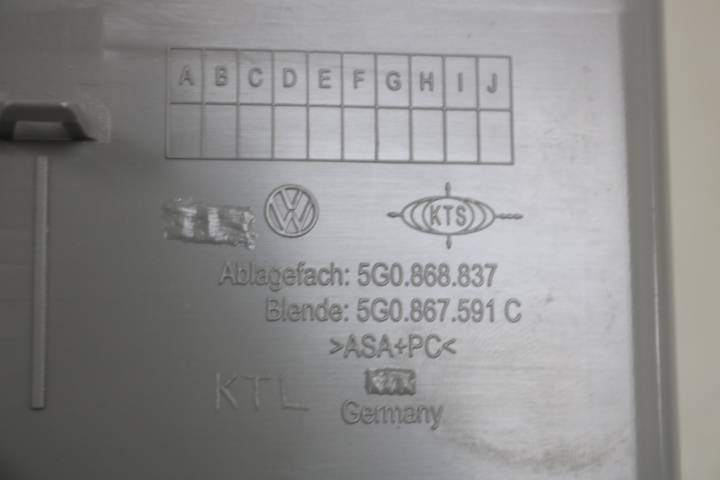 A B C D E F G H I J
KTS
Ablagefach: 5G0.868.837
Blende: 5G0.867.591 C
>ASA+PC<
KTL
Germany